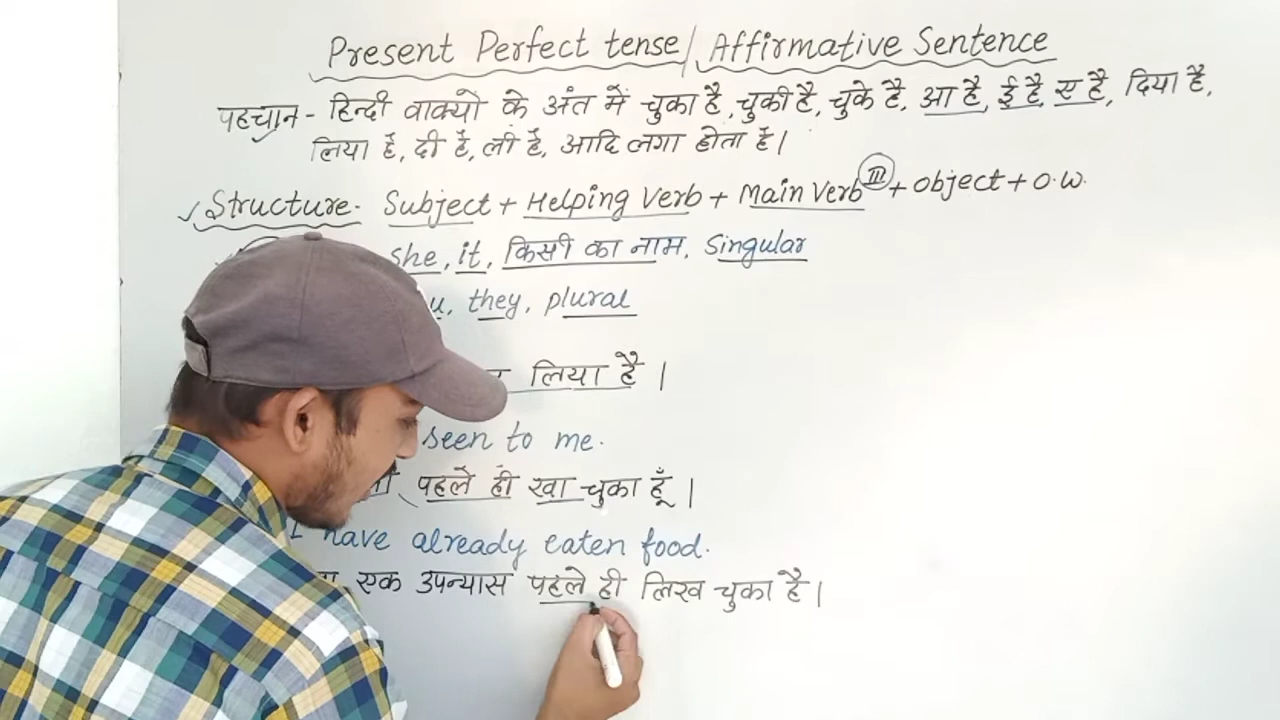 Present Perfect tense / Affirmative Sentence
पहचान - हिन्दी वाक्यो के अंत में चुका है, चुकी है, चुके है, आ है, ई है, ए है, दिया है,
लिया है, दी है, ली है, आदि लगा होता है।
Structure. Subject + Helping Verb + Main Verb III + Object + O.W.
she, it, किसी का नाम, Singular
they, plural
लिया है।
seen to me.
पहले ही खा चुका हूँ।
I have already eaten food.
एक उपन्यास पहले ही लिख चुका है।